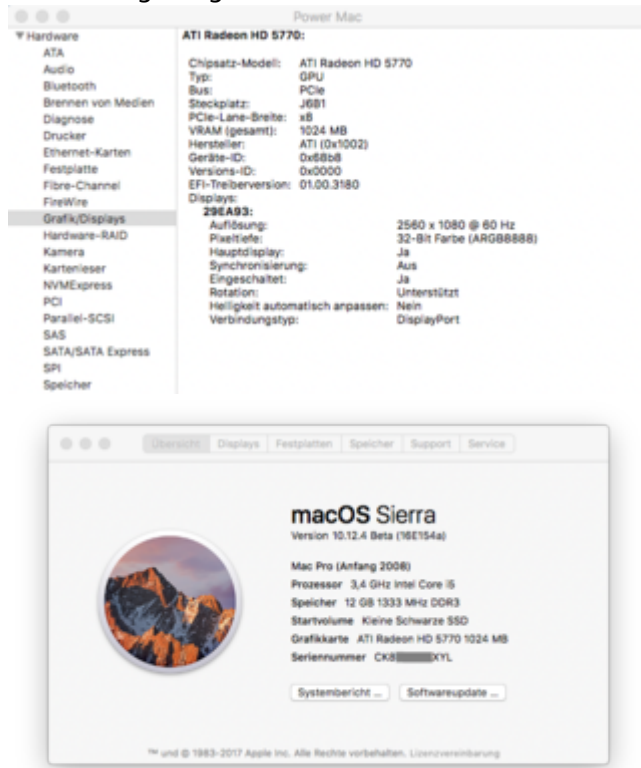 Power Mac
Hardware
ATA
Audio
Bluetooth
Brennen von Medien
Diagnose
Drucker
Ethernet-Karten
Festplatte
Fibre-Channel
FireWire
Grafik/Displays
Hardware-RAID
Kamera
Kartenleser
NVMExpress
PCI
Parallel-SCSI
SAS
SATA/SATA Express
SPI
Speicher
ATI Radeon HD 5770:
Chipsatz-Modell: ATI Radeon HD 5770
Typ: GPU
Bus: PCIe
Steckplatz: J6B1
PCIe-Lane-Breite: x8
VRAM (gesamt): 1024 MB
Hersteller: ATI (0x1002)
Geräte-ID: 0x68b8
Versions-ID: 0x0000
EFI-Treiberversion: 01.00.3180
Displays:
29EA93:
Auflösung: 2560 x 1080 @ 60 Hz
Pixeltiefe: 32-Bit Farbe (ARGB8888)
Hauptdisplay: Ja
Synchronisierung: Aus
Eingeschaltet: Ja
Rotation: Unterstützt
Helligkeit automatisch anpassen: Nein
Verbindungstyp: DisplayPort
Übersicht Displays Festplatten Speicher Support Service
macOS Sierra
Version 10.12.4 Beta (16E154a)
Mac Pro (Anfang 2008)
Prozessor 3,4 GHz Intel Core i5
Speicher 12 GB 1333 MHz DDR3
Startvolume Kleine Schwarze SSD
Grafikkarte ATI Radeon HD 5770 1024 MB
Seriennummer CK8 XYL
Systembericht ... Softwareupdate ...
™ und © 1983-2017 Apple Inc. Alle Rechte vorbehalten. Lizenzvereinbarung